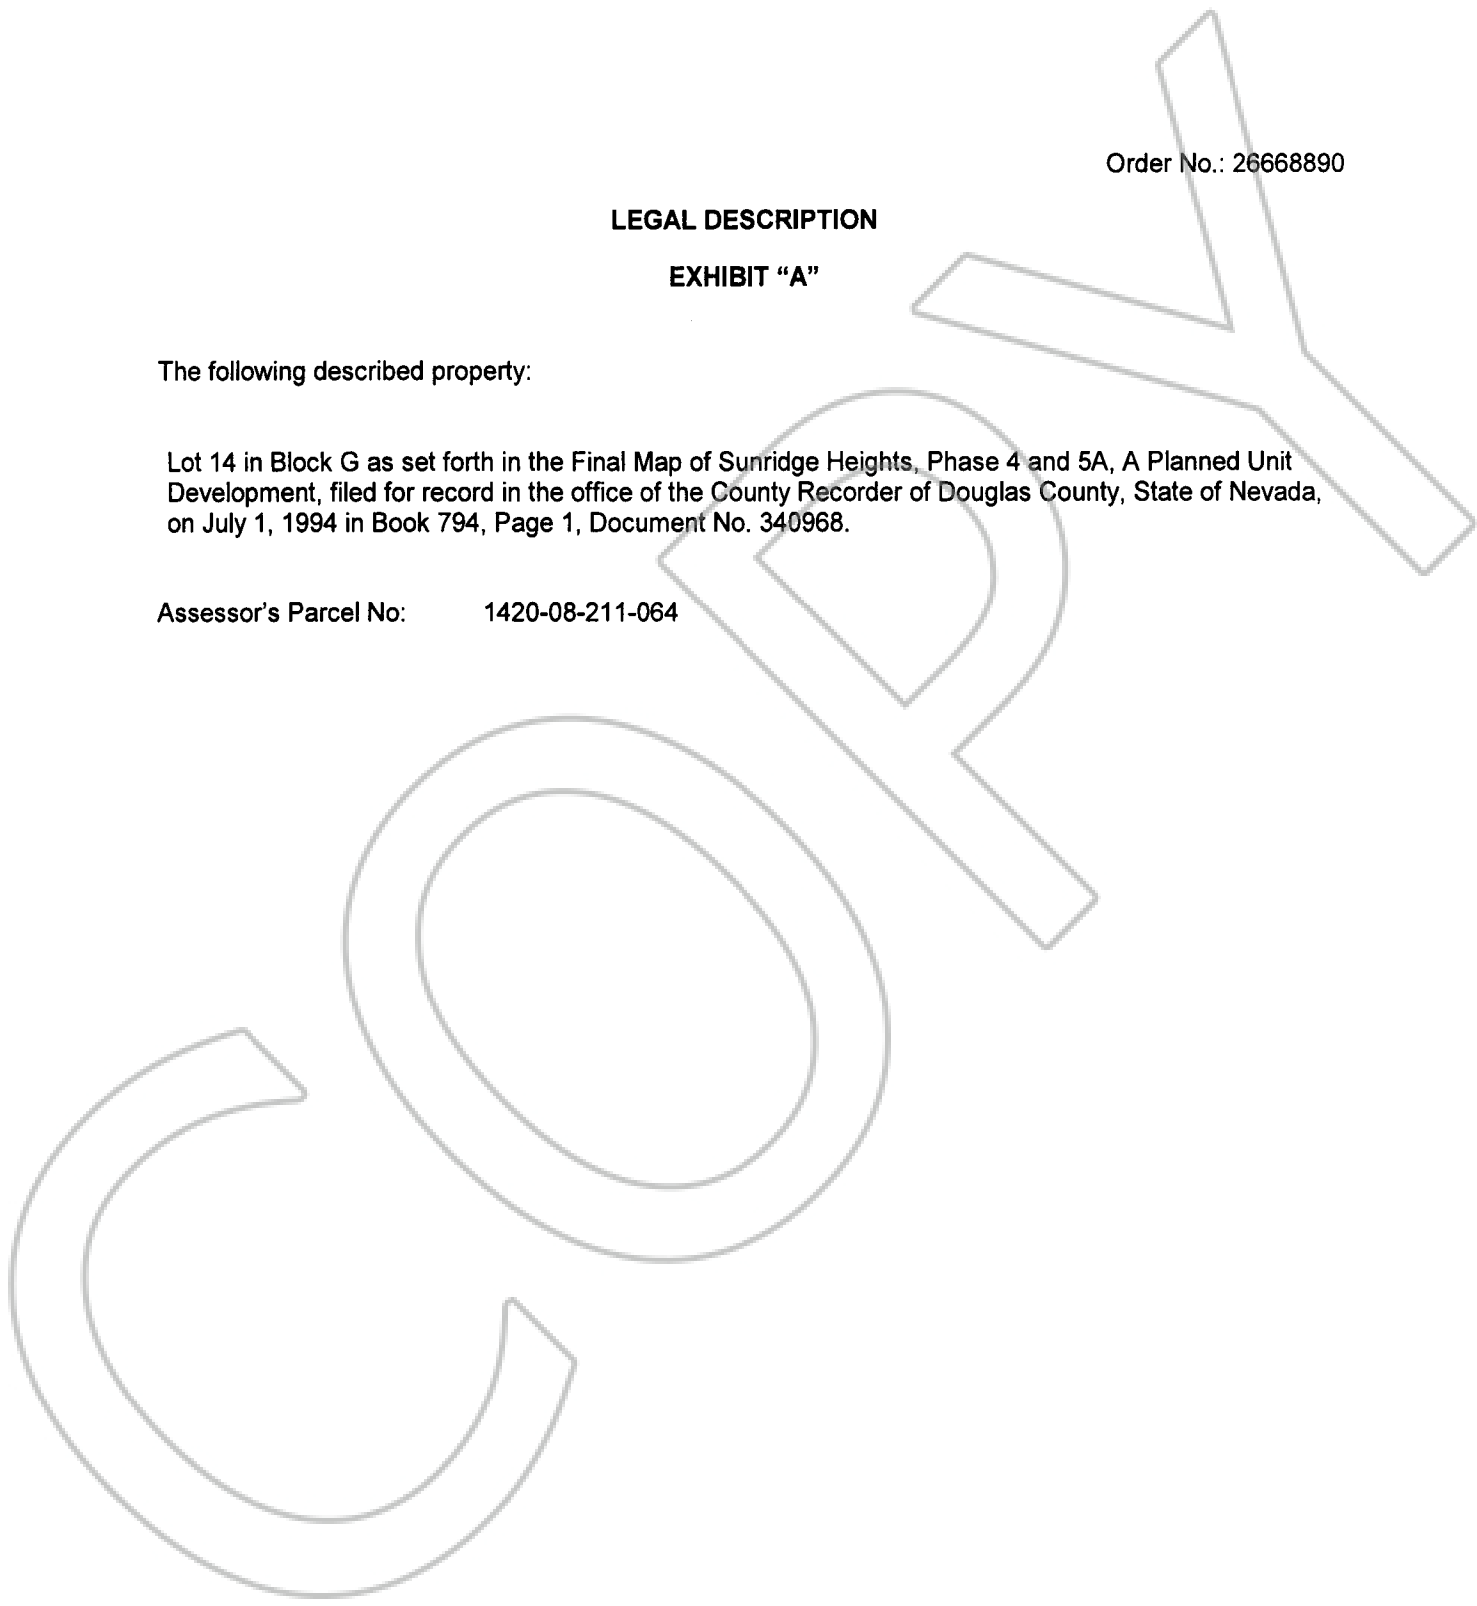 Order No.: 26668890
LEGAL DESCRIPTION
EXHIBIT “A”
The following described property:
Lot 14 in Block G as set forth in the Final Map of Sunridge Heights, Phase 4 and 5A, A Planned Unit
Development, filed for record in the office of the County Recorder of Douglas County, State of Nevada,
on July 1, 1994 in Book 794, Page 1, Document No. 340968.
Assessor's Parcel No: 1420-08-211-064
COPY